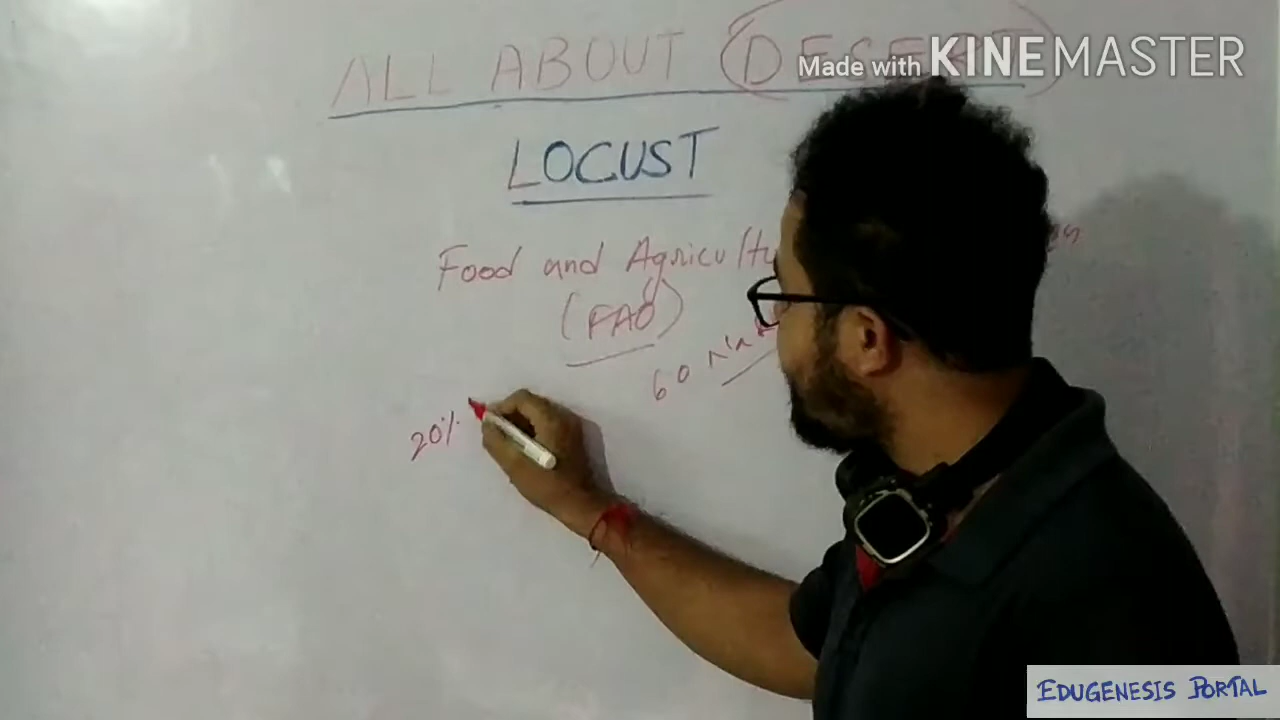 ALL ABOUT (DESERT
Made with KINEMASTER
LOCUST
Food and Agricultu
(FAO)
60
20%
EDUGENESIS PORTAL